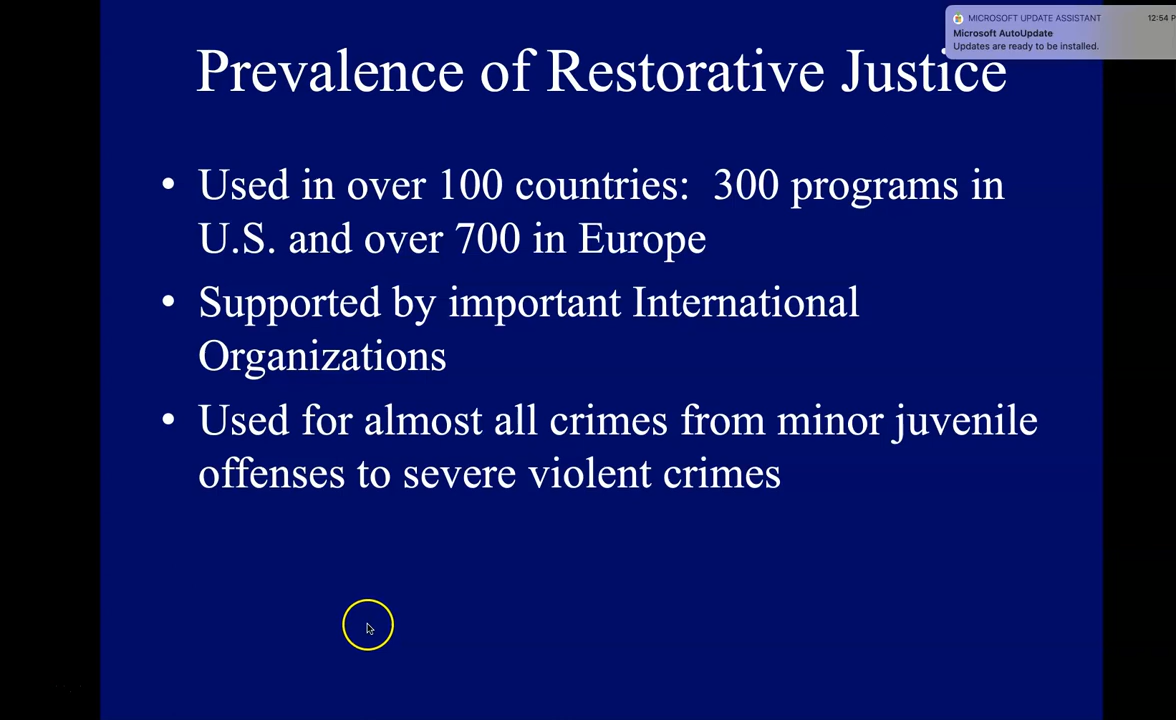 MICROSOFT UPDATE ASSISTANT
12:54 P
Microsoft AutoUpdate
Updates are ready to be installed.
Prevalence of Restorative Justice
• Used in over 100 countries:  300 programs in
U.S. and over 700 in Europe
• Supported by important International
Organizations
• Used for almost all crimes from minor juvenile
offenses to severe violent crimes